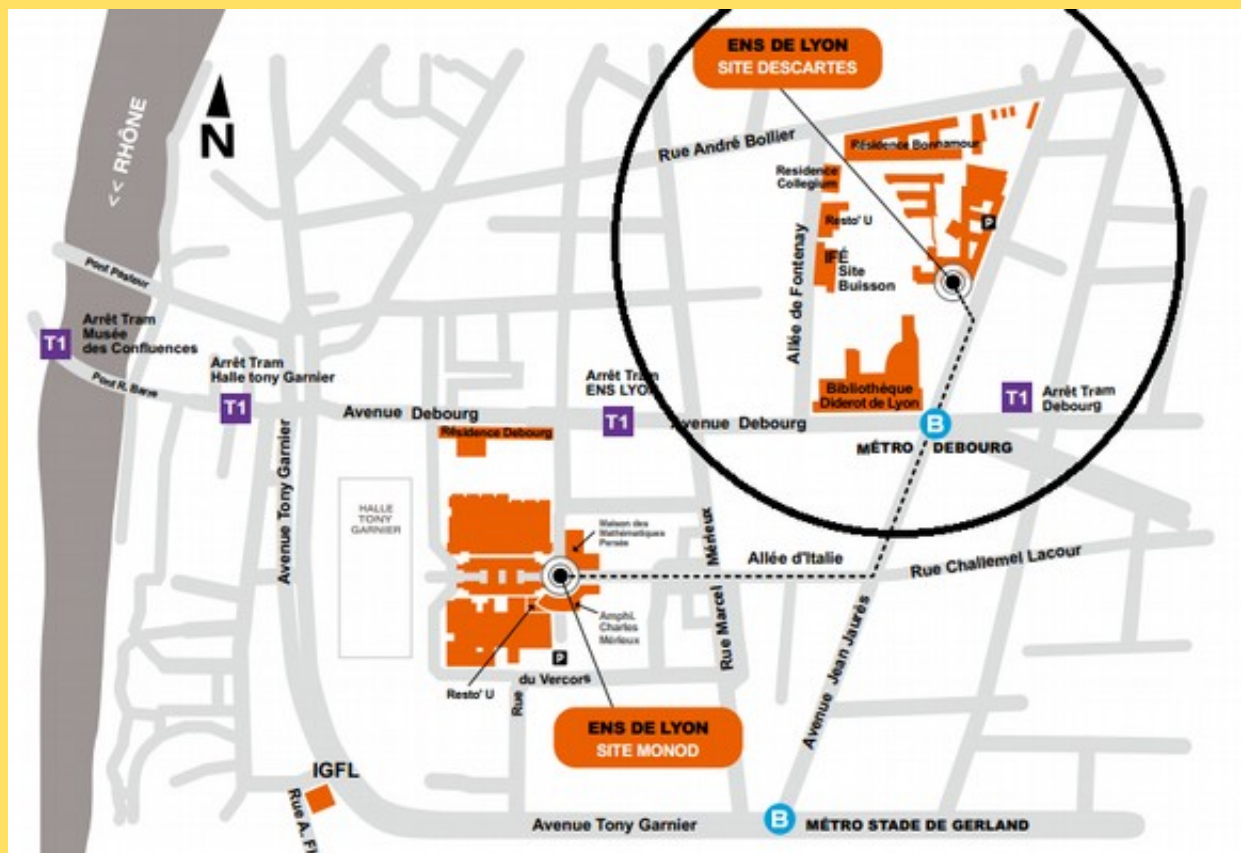 ENS DE LYON
SITE DESCARTES
<< RHÔNE
N
Rue André Bollier
Résidence Bonnamour
Residence
Collegium
Resto' U
P
IFÉ
Site
Buisson
Allée de Fontenay
Pont Pasteur
Arrêt Tram
Musée
des Confluences
T1
Pont R. Barre
Arrêt Tram
Halle tony Garnier
T1
Arrêt Tram
ENS LYON
T1
Bibliothèque
Diderot de Lyon
T1
Arrêt Tram
Debourg
Avenue Debourg
Avenue Debourg
B
MÉTRO DEBOURG
Résidence Debourg
Avenue Tony Garnier
HALLE
TONY
GARNIER
Maison des
Mathématiques
Persée
Rue Marcel Mérieux
Allée d'Italie
Rue Challemel Lacour
Amphi.
Charles
Mérieux
P
Resto' U
Rue du Vercors
Avenue Jean Jaurès
ENS DE LYON
SITE MONOD
IGFL
Rue A.
Avenue Tony Garnier
B
MÉTRO STADE DE GERLAND